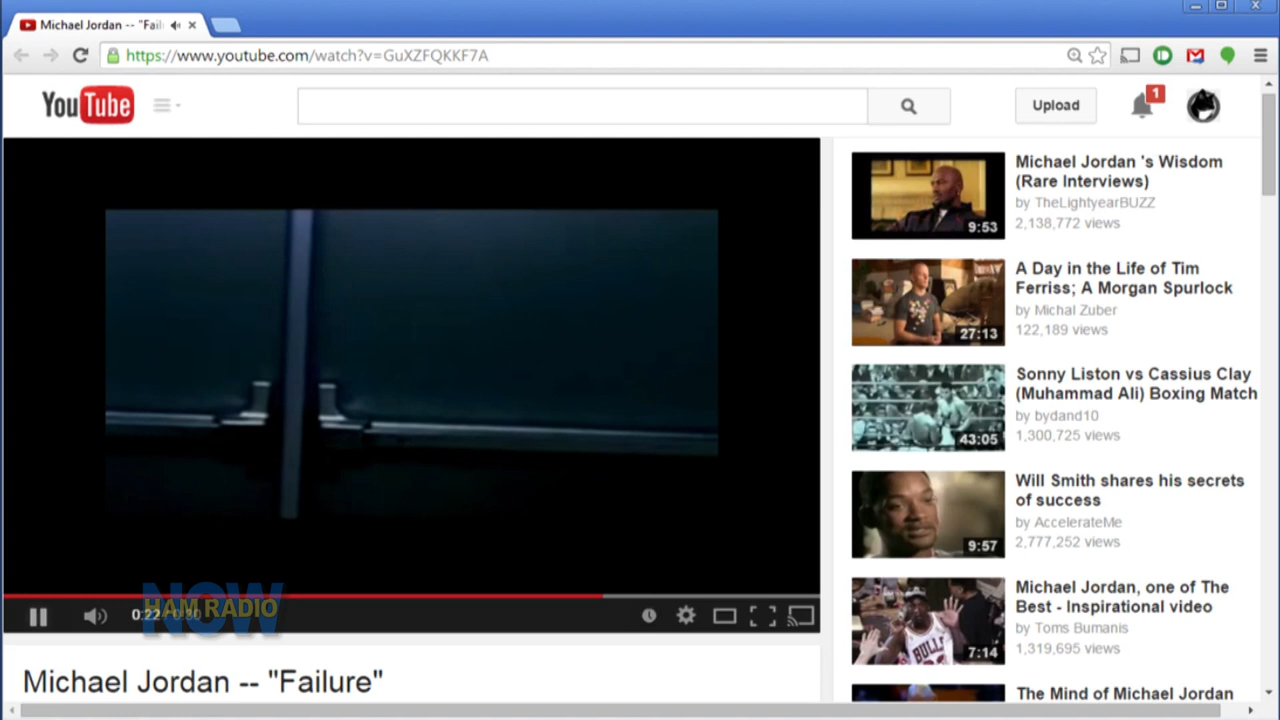 Michael Jordan -- "Fail
https://www.youtube.com/watch?v=GuXZFQKKF7A
YouTube
Upload
1
Michael Jordan 's Wisdom
(Rare Interviews)
by TheLightyearBUZZ
2,138,772 views
9:53
A Day in the Life of Tim
Ferriss; A Morgan Spurlock
by Michal Zuber
122,189 views
27:13
Sonny Liston vs Cassius Clay
(Muhammad Ali) Boxing Match
by bydand10
1,300,725 views
43:05
Will Smith shares his secrets
of success
by AccelerateMe
2,777,252 views
9:57
Michael Jordan, one of The
Best - Inspirational video
by Toms Bumanis
1,319,695 views
BULLS
7:14
The Mind of Michael Jordan
NOW
HAM RADIO
0:22
Michael Jordan -- "Failure"